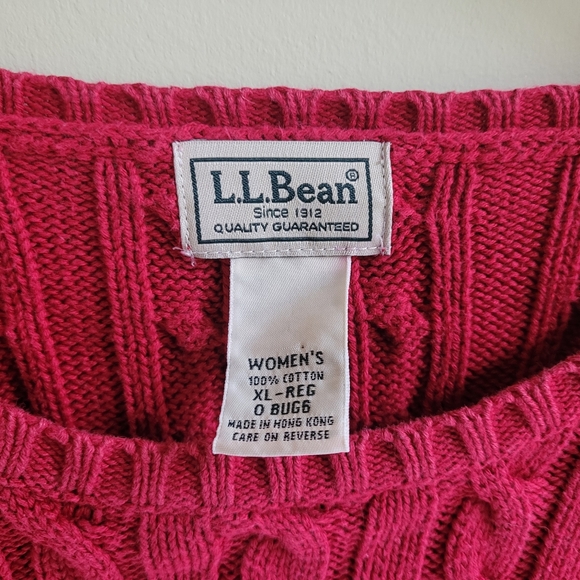 L.L.Bean®
Since 1912
QUALITY GUARANTEED
WOMEN'S
100% COTTON
XL-REG
0 BUG6
MADE IN HONG KONG
CARE ON REVERSE